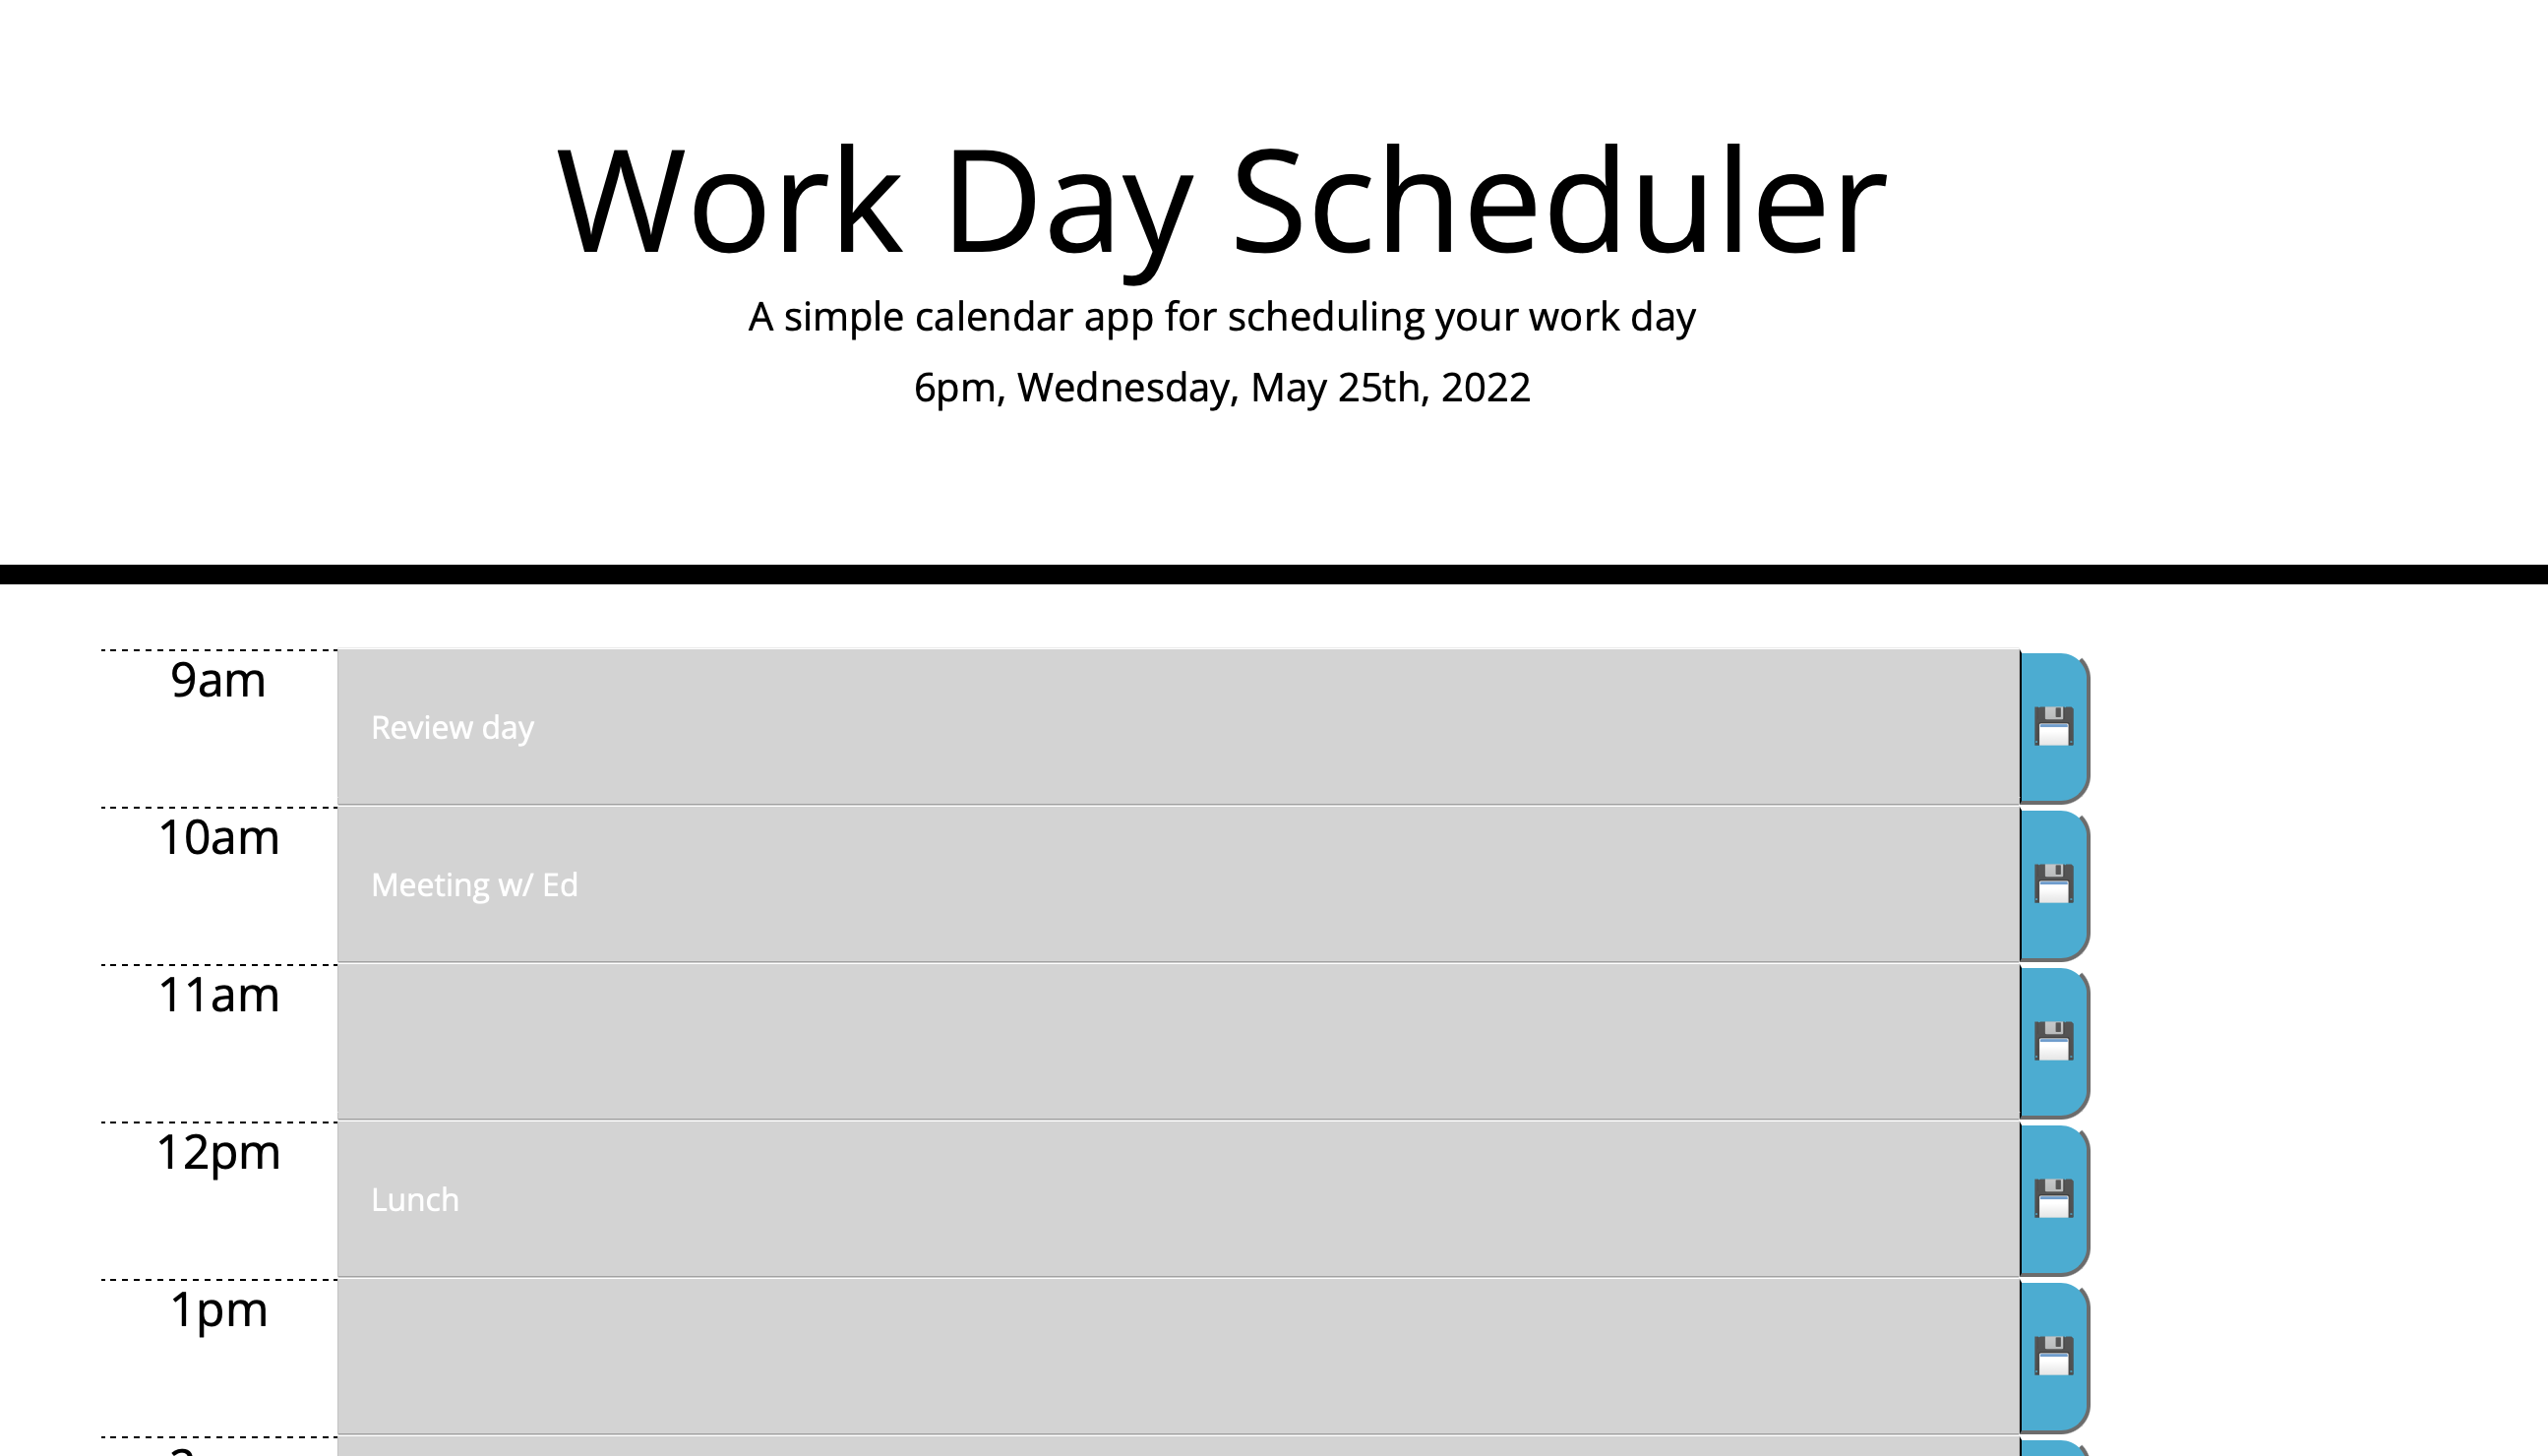 Work Day Scheduler
A simple calendar app for scheduling your work day
6pm, Wednesday, May 25th, 2022
9am
Review day
10am
Meeting w/ Ed
11am
12pm
Lunch
1pm